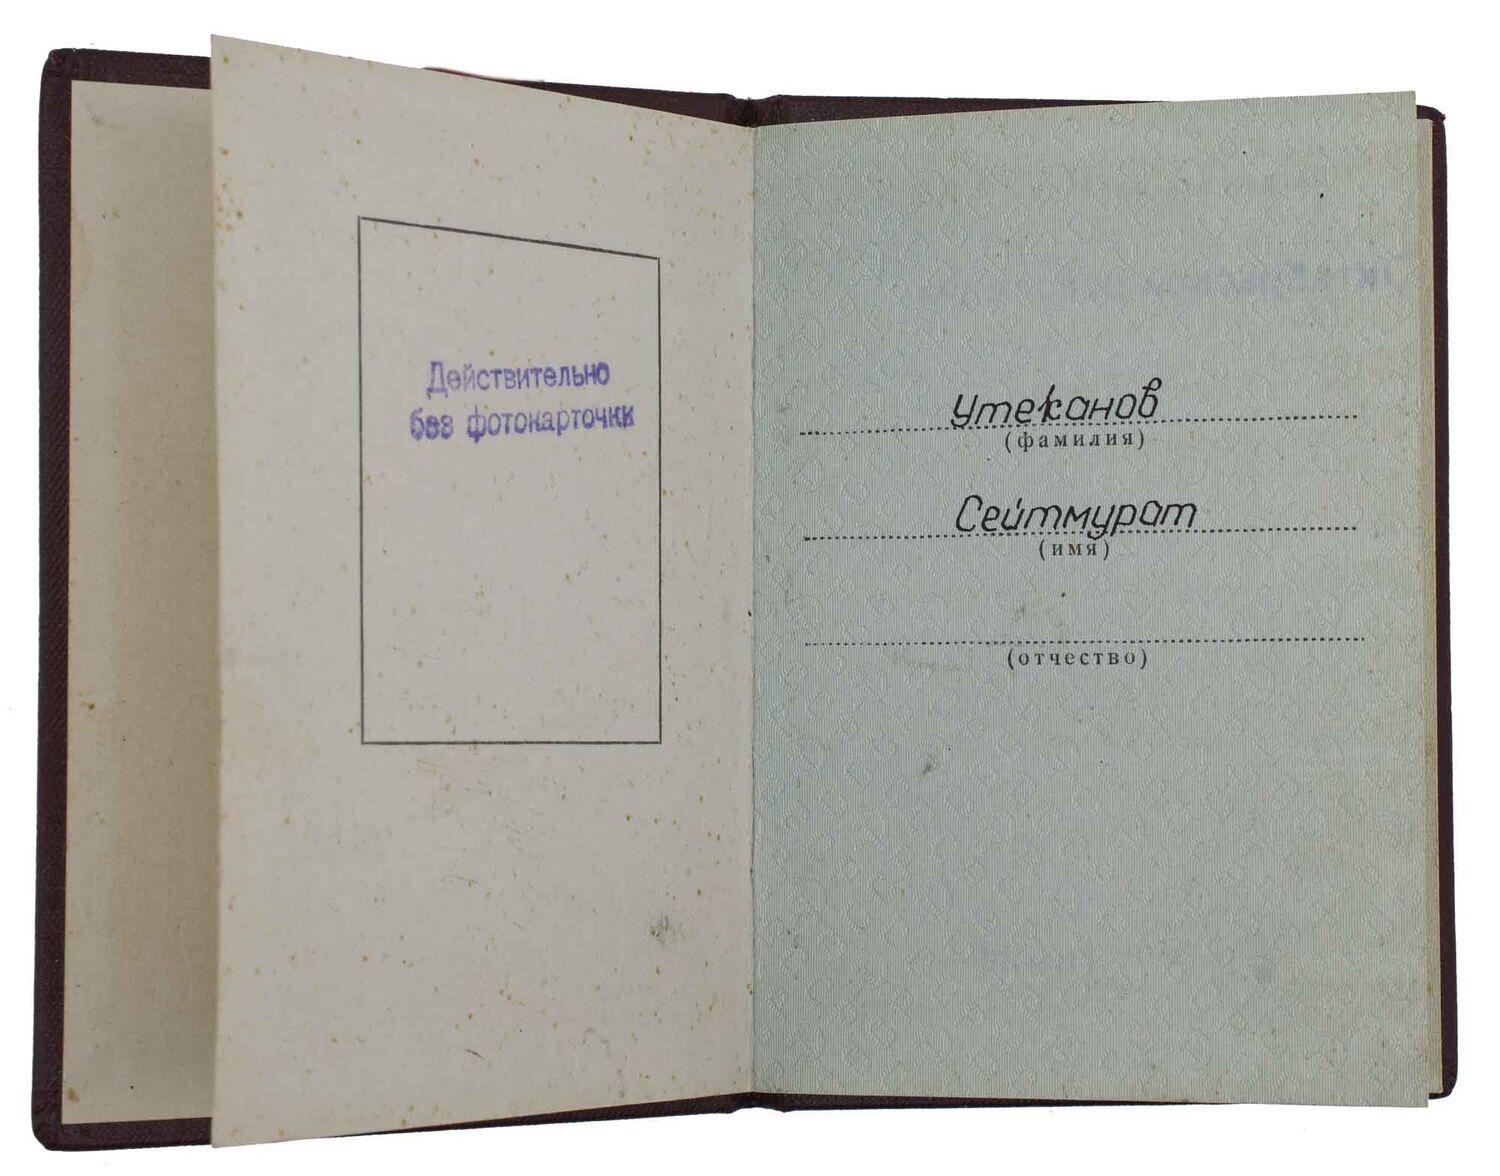 Действительно
без фотокарточки
Утеканов
(фамилия)
Сейтмурат
(имя)
(отчество)